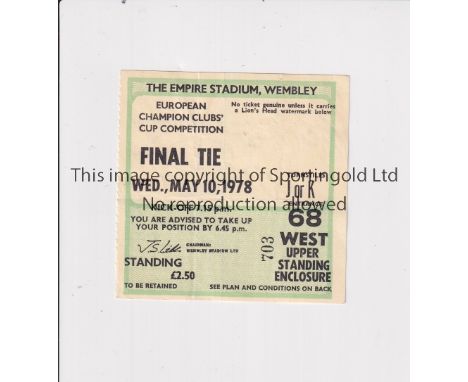 THE EMPIRE STADIUM, WEMBLEY
EUROPEAN
CHAMPION CLUBS'
CUP COMPETITION
No ticket genuine unless it carries
a Lion's Head watermark below
FINAL TIE
This image copyright of Sportingold Ltd
No reproduction allowed
WED., MAY 10, 1978
KICK-OFF 7.15 p.m.
YOU ARE ADVISED TO TAKE UP
YOUR POSITION BY 6.45 p.m.
CHAIRMAN:
WEMBLEY STADIUM LTD
STANDING
£2.50
TO BE RETAINED
TURNSTILES
J or K
ENTRANCE
68
703
WEST
UPPER
STANDING
ENCLOSURE
SEE PLAN AND CONDITIONS ON BACK